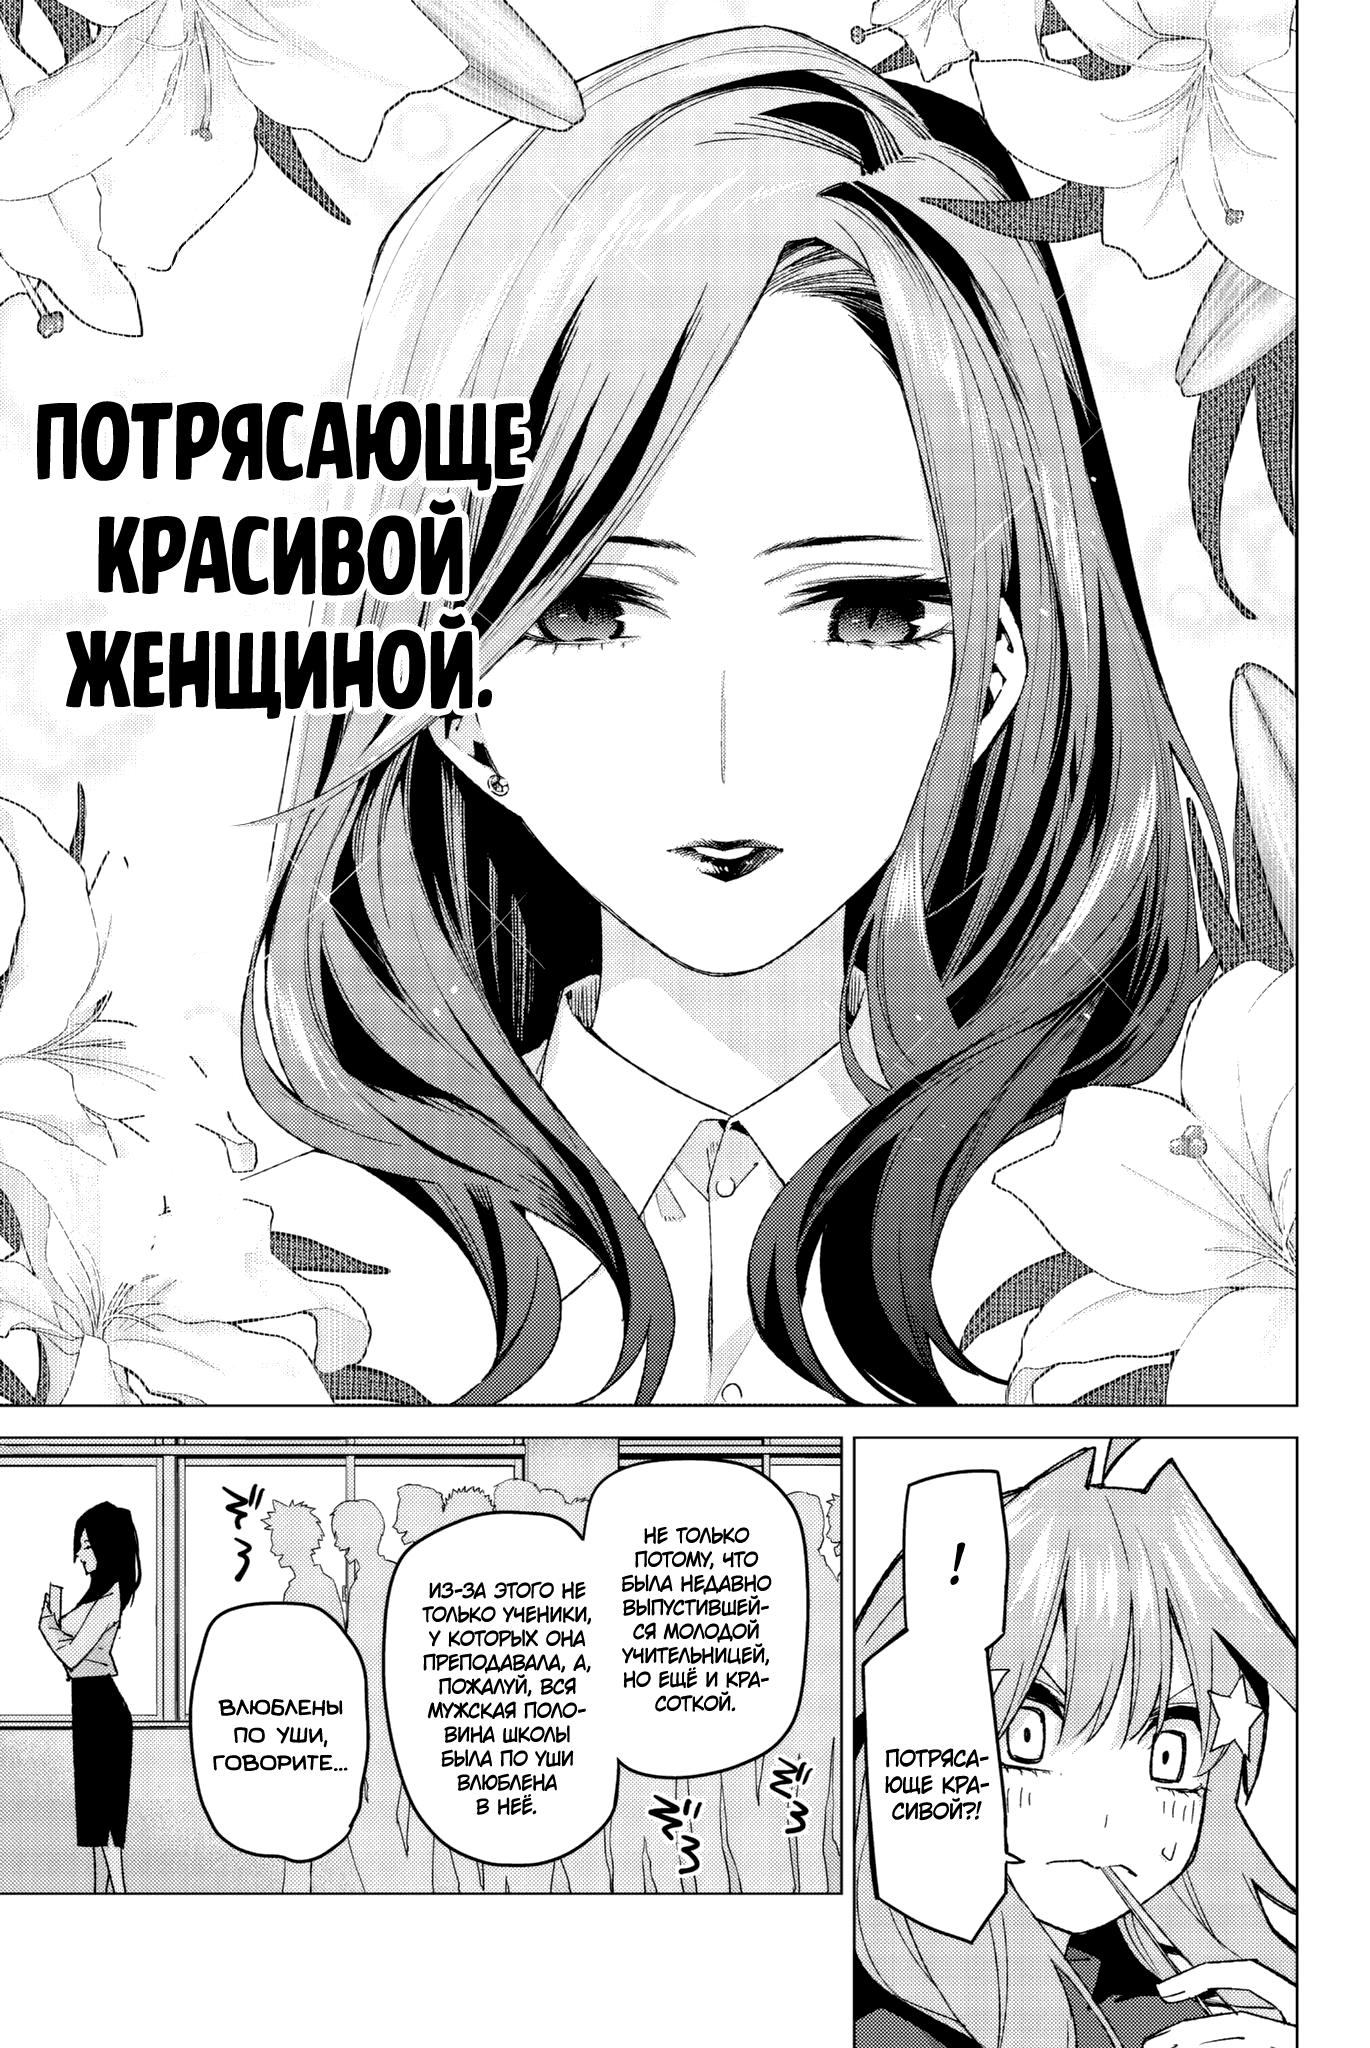 ПОТРЯСАЮЩЕ
КРАСИВОЙ
ЖЕНЩИНОЙ.
!
ПОТРЯСА-
ЮЩЕ КРА-
СИВОЙ?!
НЕ ТОЛЬКО
ПОТОМУ, ЧТО
БЫЛА НЕДАВНО
ВЫПУСТИВШЕЙ-
СЯ МОЛОДОЙ
УЧИТЕЛЬНИЦЕЙ,
НО ЕЩЁ И КРА-
СОТКОЙ.
ИЗ-ЗА ЭТОГО НЕ
ТОЛЬКО УЧЕНИКИ,
У КОТОРЫХ ОНА
ПРЕПОДАВАЛА, А,
ПОЖАЛУЙ, ВСЯ
МУЖСКАЯ ПОЛО-
ВИНА ШКОЛЫ
БЫЛА ПО УШИ
ВЛЮБЛЕНА
В НЕЁ.
ВЛЮБЛЕНЫ
ПО УШИ,
ГОВОРИТЕ...